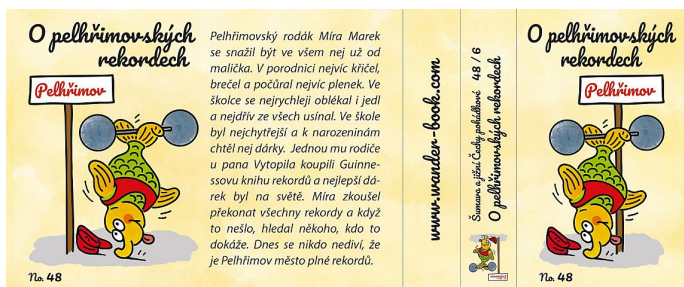 O pelhřimovských
rekordech
Pelhřimov
No. 48
Pelhřimovský rodák Míra Marek
se snažil být ve všem nej už od
malička. V porodnici nejvíc křičel,
brečel a počůral nejvíc plenek. Ve
školce se nejrychleji oblékal i jedl
a nejdřív ze všech usínal. Ve škole
byl nejchytřejší a k narozeninám
chtěl nej dárky. Jednou mu rodiče
u pana Vytopila koupili Guinne-
ssovu knihu rekordů a nejlepší dá-
rek byl na světě. Míra zkoušel
překonat všechny rekordy a když
to nešlo, hledal někoho, kdo to
dokáže. Dnes se nikdo nediví, že
je Pelhřimov město plné rekordů.
www.wander-book.com
Šumava a jižní Čechy pohádkové 48 / 6
O pelhřimovských rekordech
Pelhřimov
O pelhřimovských
rekordech
Pelhřimov
No. 48